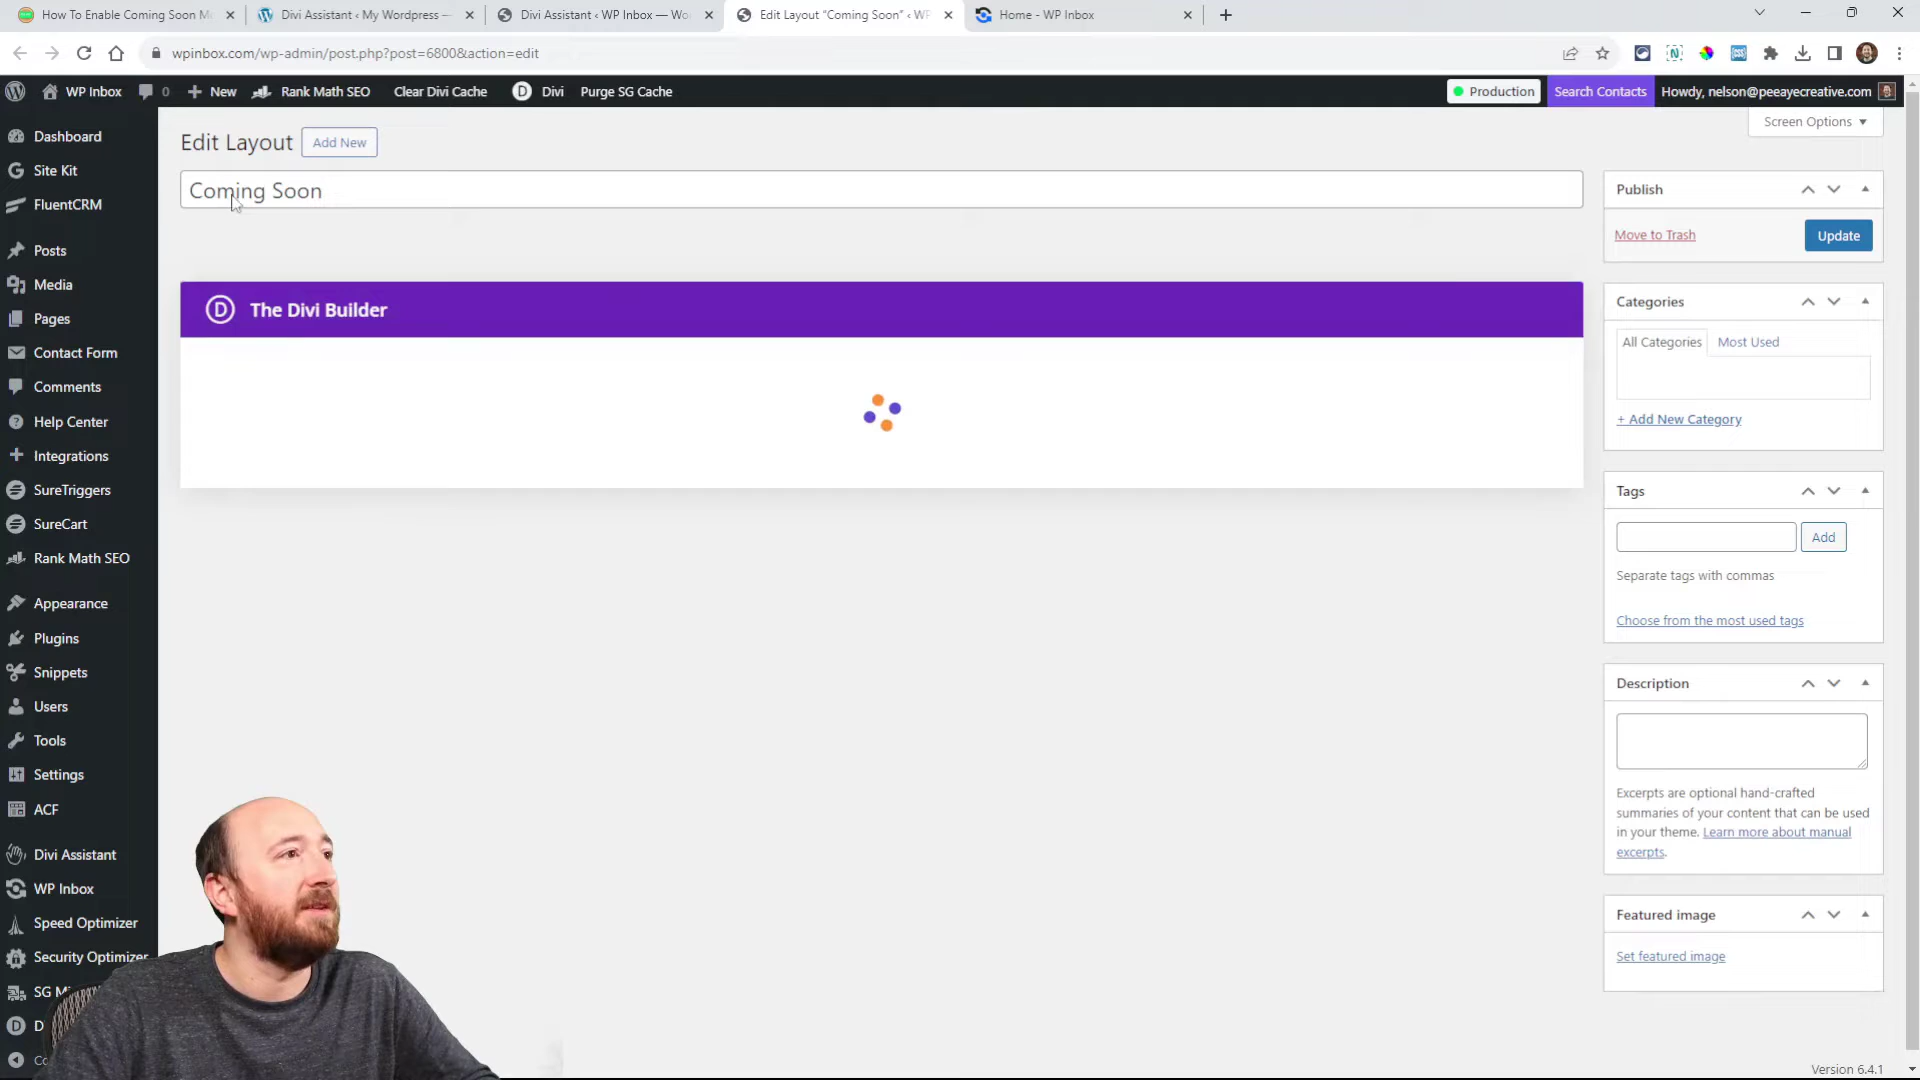 How To Enable Coming Soon M
Divi Assistant ‹ My Wordpress —
Divi Assistant ‹ WP Inbox — Wo
Edit Layout “Coming Soon” ‹ WP
Home - WP Inbox
wpinbox.com/wp-admin/post.php?post=6800&action=edit
WP Inbox
0
New
Rank Math SEO
Clear Divi Cache
Divi
Purge SG Cache
Production
Search Contacts
Howdy, nelson@peeayecreative.com
Dashboard
Site Kit
FluentCRM
Posts
Media
Pages
Contact Form
Comments
Help Center
Integrations
SureTriggers
SureCart
Rank Math SEO
Appearance
Plugins
Snippets
Users
Tools
Settings
ACF
Divi Assistant
WP Inbox
Speed Optimizer
Security Optimizer
SG M
D
Co
Screen Options
Edit Layout
Add New
Coming Soon
The Divi Builder
Publish
Move to Trash
Update
Categories
All Categories
Most Used
+ Add New Category
Tags
Add
Separate tags with commas
Choose from the most used tags
Description
Excerpts are optional hand-crafted
summaries of your content that can be used
in your theme. Learn more about manual
excerpts.
Featured image
Set featured image
Version 6.4.1